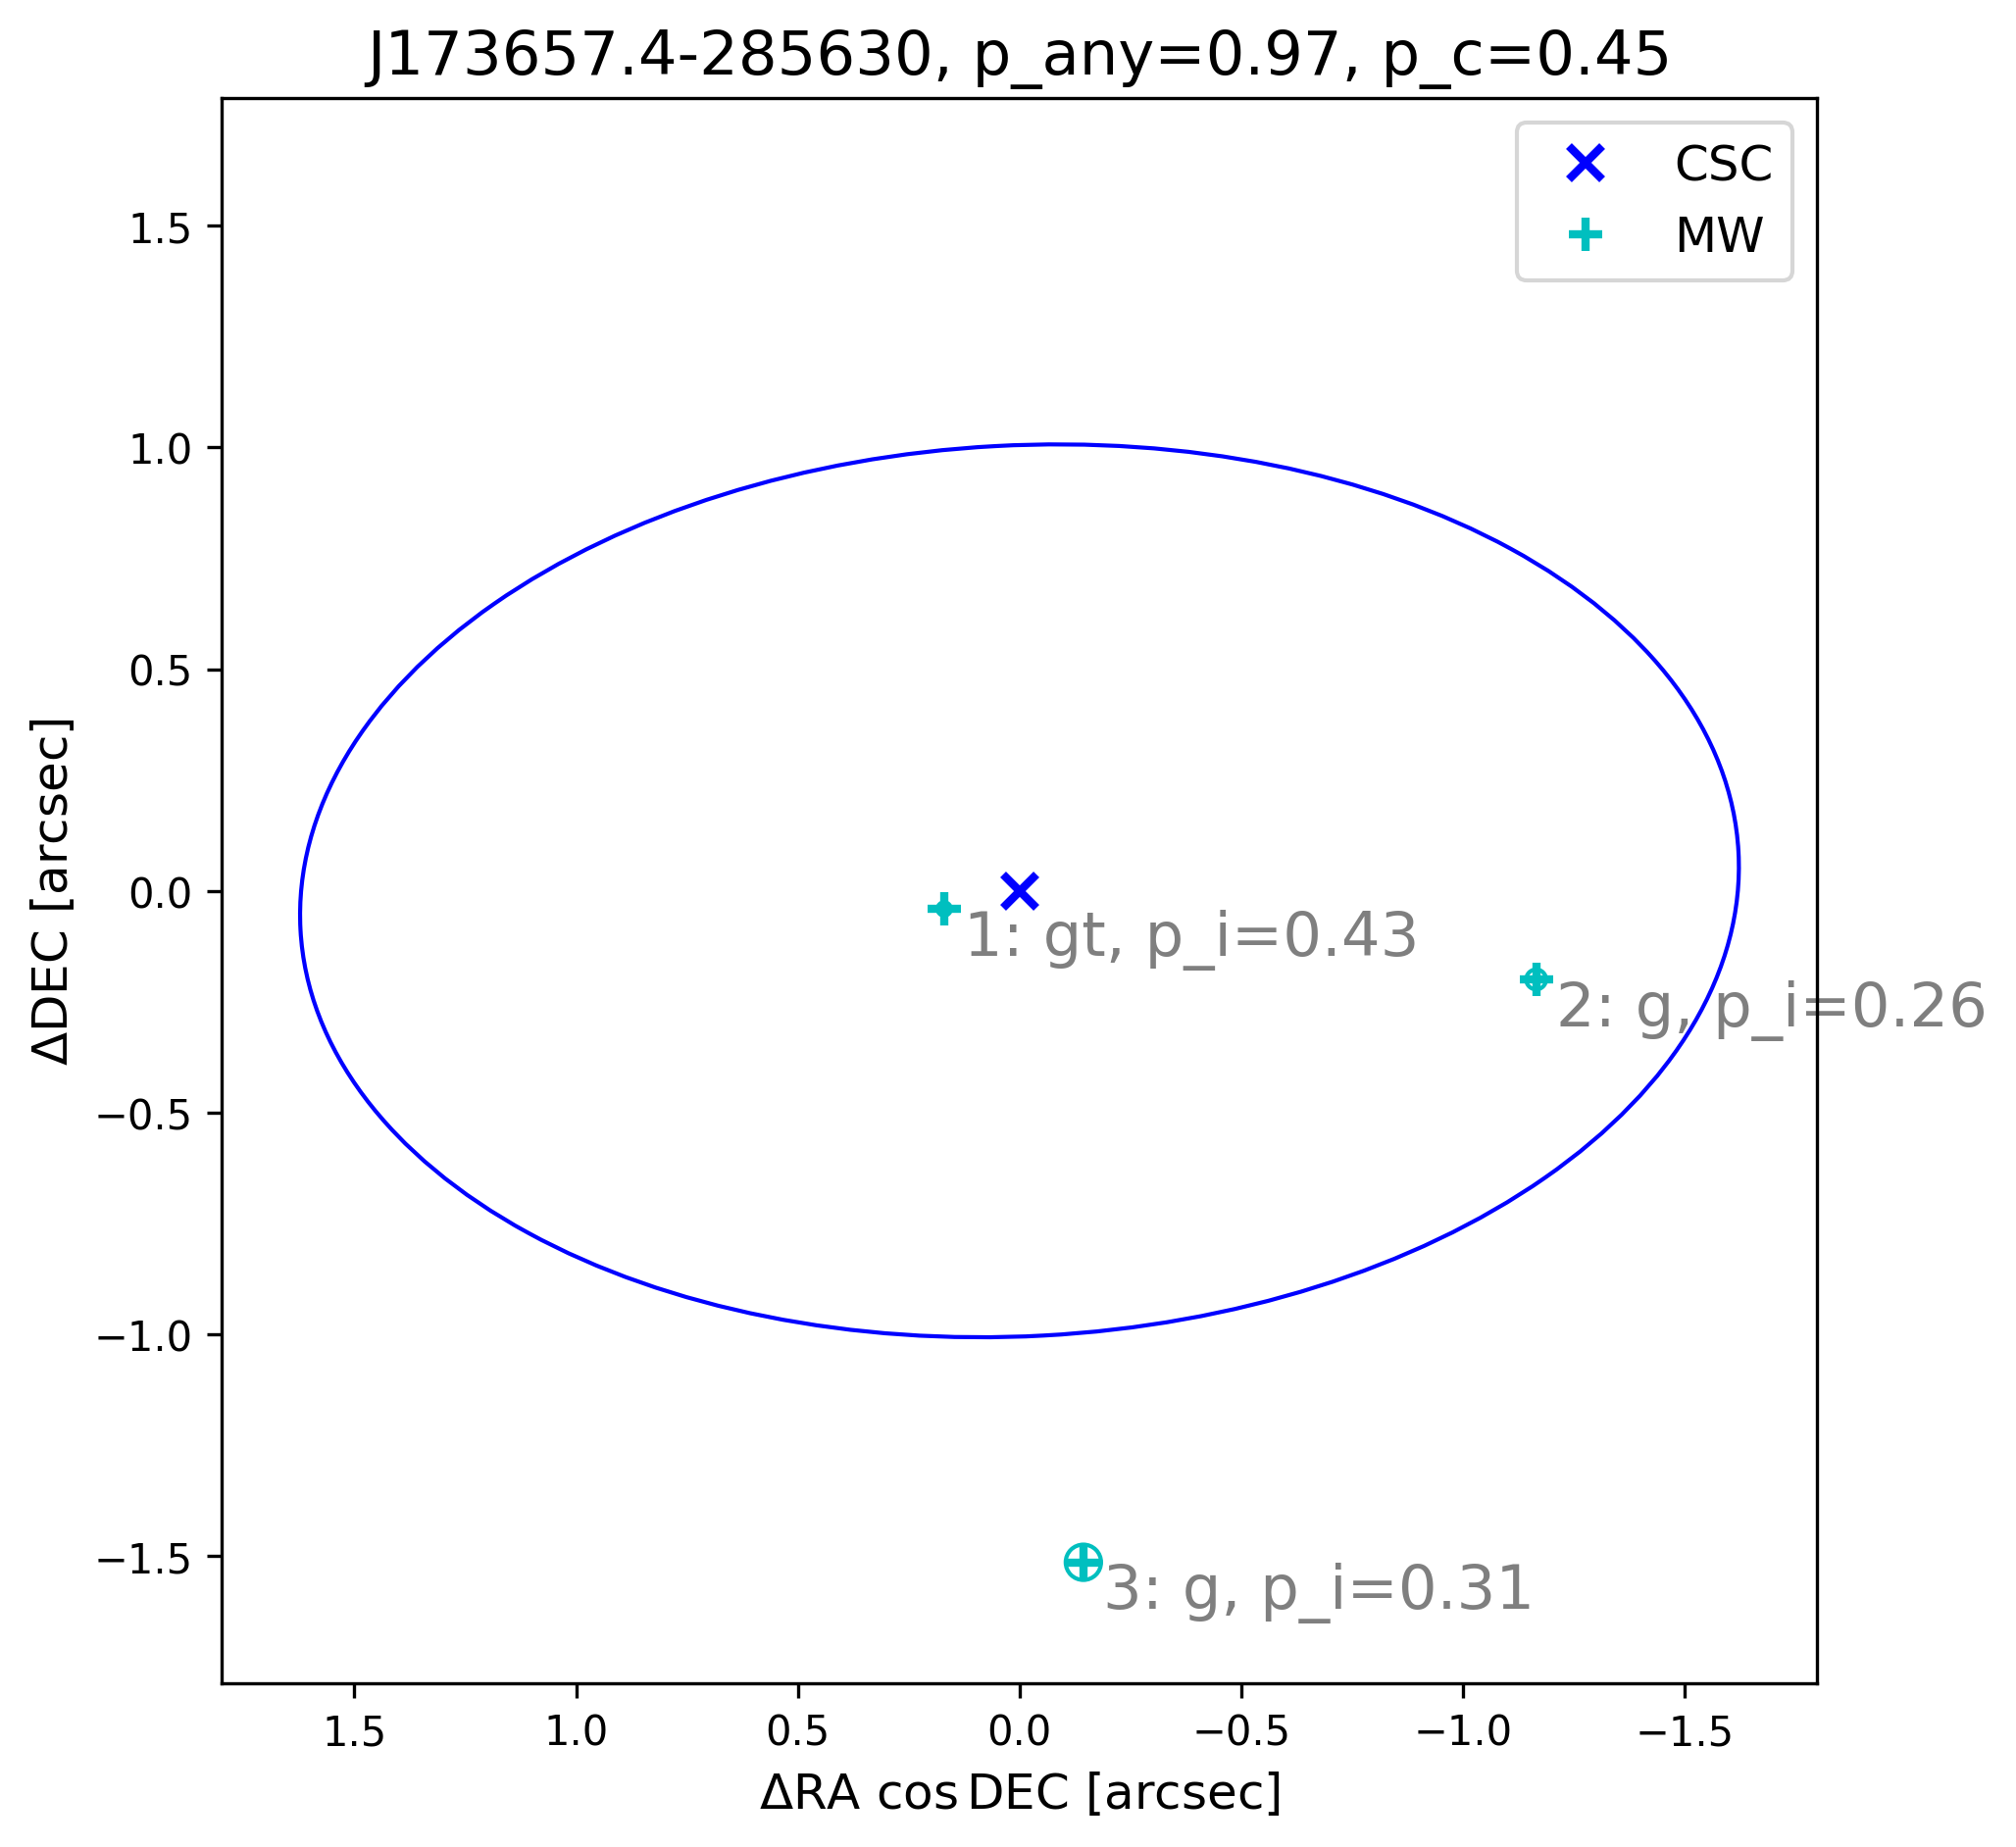 J173657.4-285630, p_any=0.97, p_c=0.45
CSC
MW
1.5
1.0
0.5
0.0
−0.5
−1.0
−1.5
ΔDEC [arcsec]
1: gt, p_i=0.43
2: g, p_i=0.26
3: g, p_i=0.31
1.5 1.0 0.5 0.0 −0.5 −1.0 −1.5
ΔRA cos DEC [arcsec]